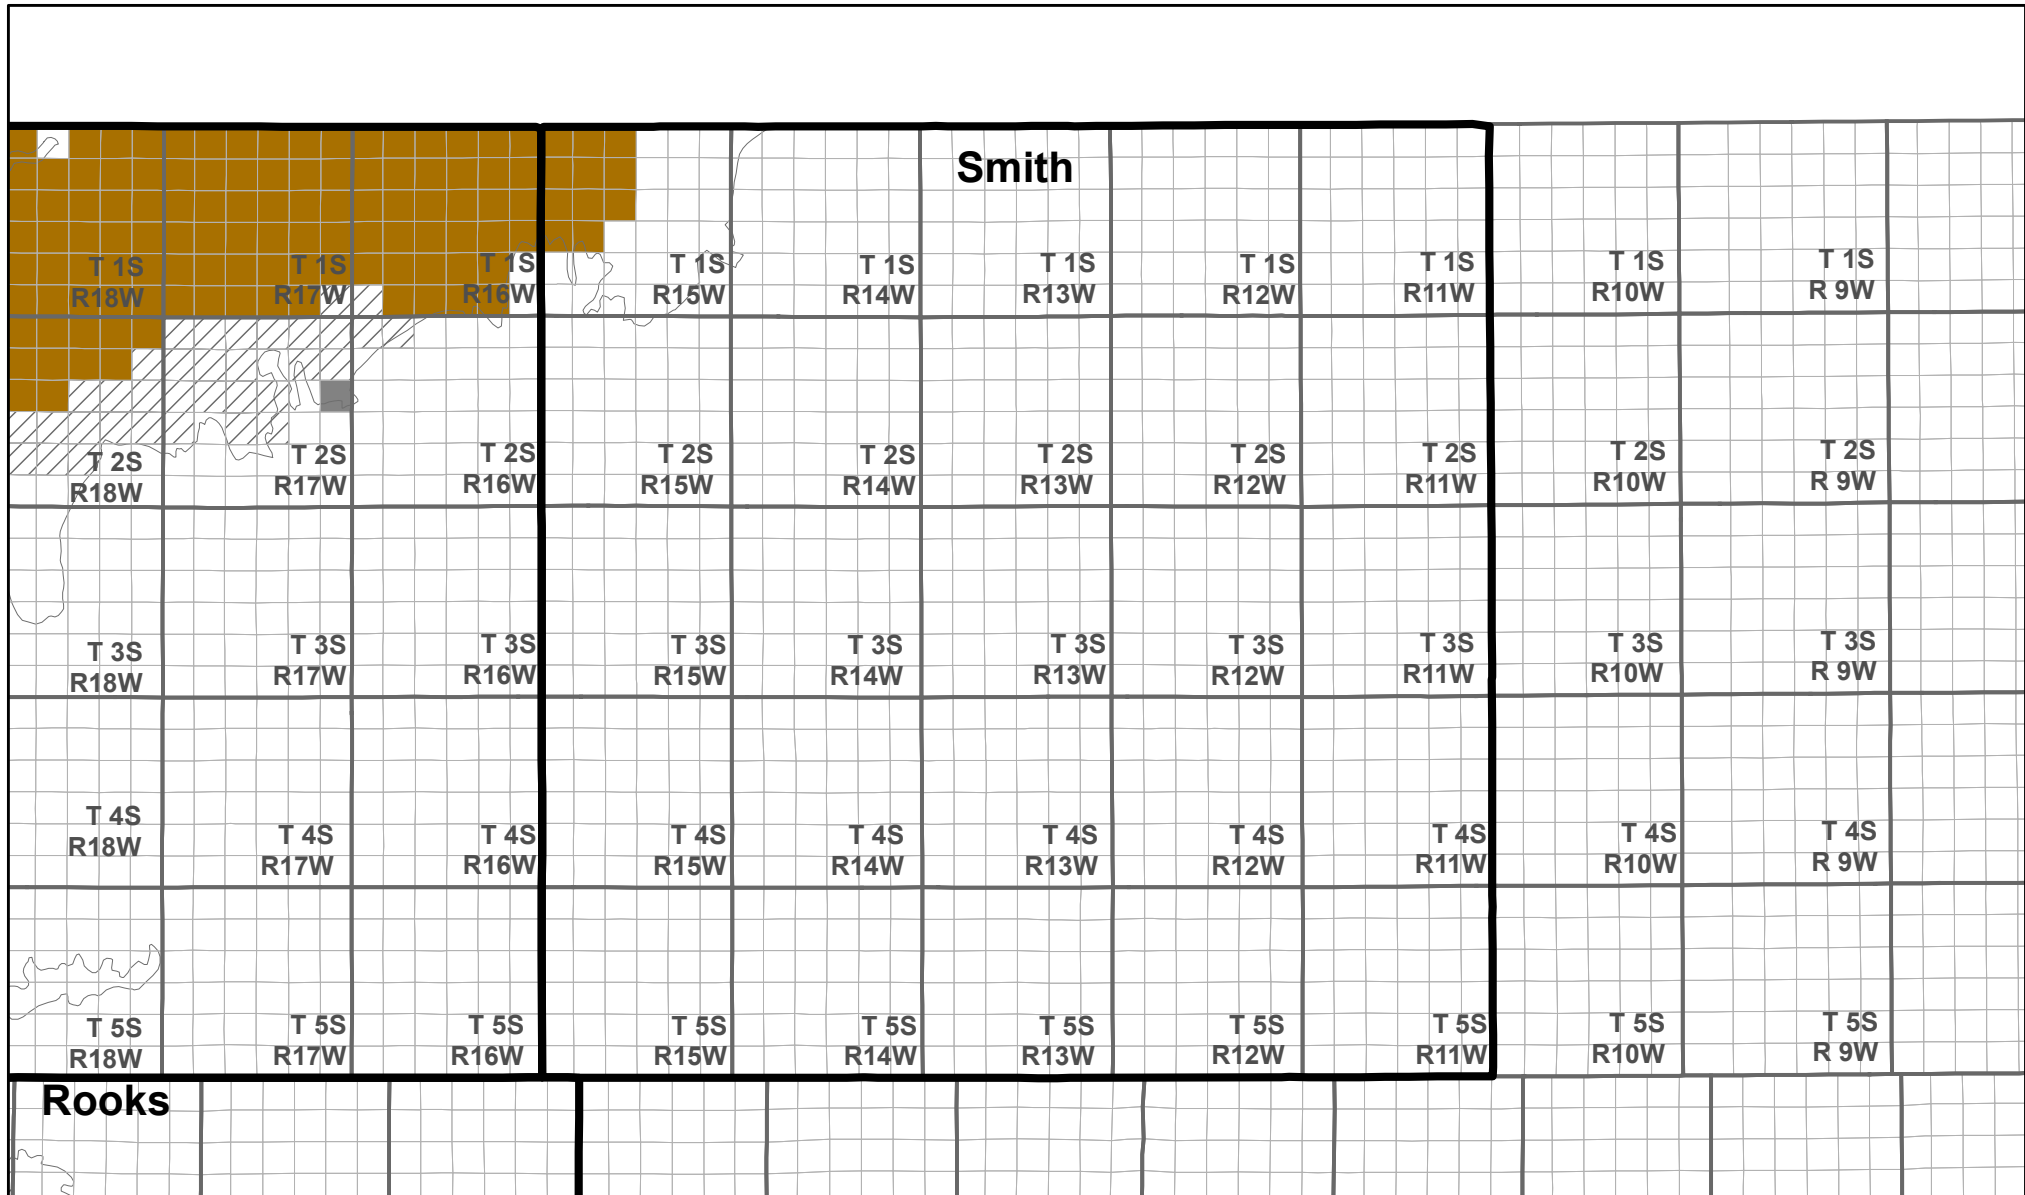 Smith
T 1S
R18W
T 1S
R17W
T 1S
R16W
T 1S
R15W
T 1S
R14W
T 1S
R13W
T 1S
R12W
T 1S
R11W
T 1S
R10W
T 1S
R 9W
T 2S
R18W
T 2S
R17W
T 2S
R16W
T 2S
R15W
T 2S
R14W
T 2S
R13W
T 2S
R12W
T 2S
R11W
T 2S
R10W
T 2S
R 9W
T 3S
R18W
T 3S
R17W
T 3S
R16W
T 3S
R15W
T 3S
R14W
T 3S
R13W
T 3S
R12W
T 3S
R11W
T 3S
R10W
T 3S
R 9W
T 4S
R18W
T 4S
R17W
T 4S
R16W
T 4S
R15W
T 4S
R14W
T 4S
R13W
T 4S
R12W
T 4S
R11W
T 4S
R10W
T 4S
R 9W
T 5S
R18W
T 5S
R17W
T 5S
R16W
T 5S
R15W
T 5S
R14W
T 5S
R13W
T 5S
R12W
T 5S
R11W
T 5S
R10W
T 5S
R 9W
Rooks